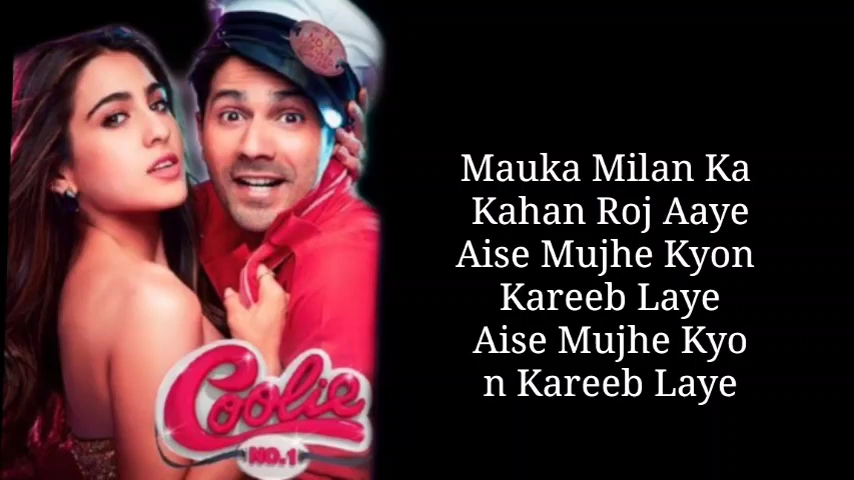 Mauka Milan Ka
Kahan Roj Aaye
Aise Mujhe Kyon
Kareeb Laye
Aise Mujhe Kyo
n Kareeb Laye
Coolie
NO.1